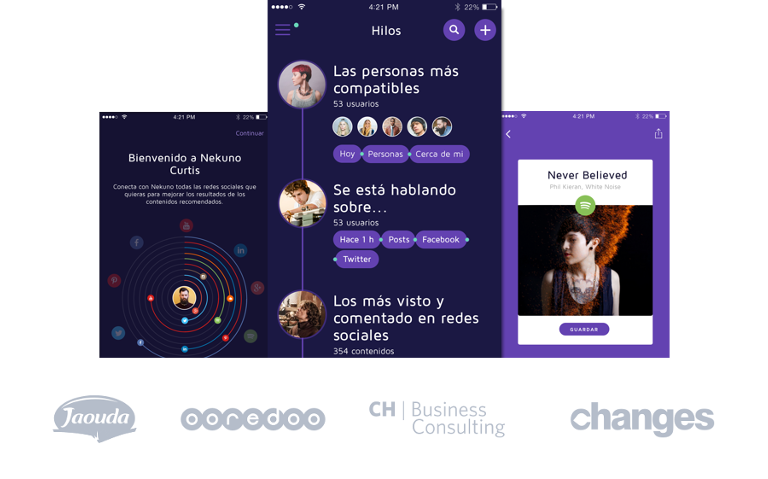 4:21 PM
22%
Hilos
Las personas más
compatibles
53 usuarios
Hoy
Personas
Cerca de mi
Se está hablando
sobre...
53 usuarios
Hace 1 h
Posts
Facebook
Twitter
Los más visto y
comentado en redes
sociales
354 contenidos
4:21 PM
22%
Continuar
Bienvenido a Nekuno
Curtis
Conecta con Nekuno todas las redes sociales que
quieras para mejorar los resultados de los
contenidos recomendados.
4:21 PM
22%
Never Believed
Phil Kieran, White Noise
GUARDAR
Jaouda
ooredoo
CH | Business
Consulting
changes